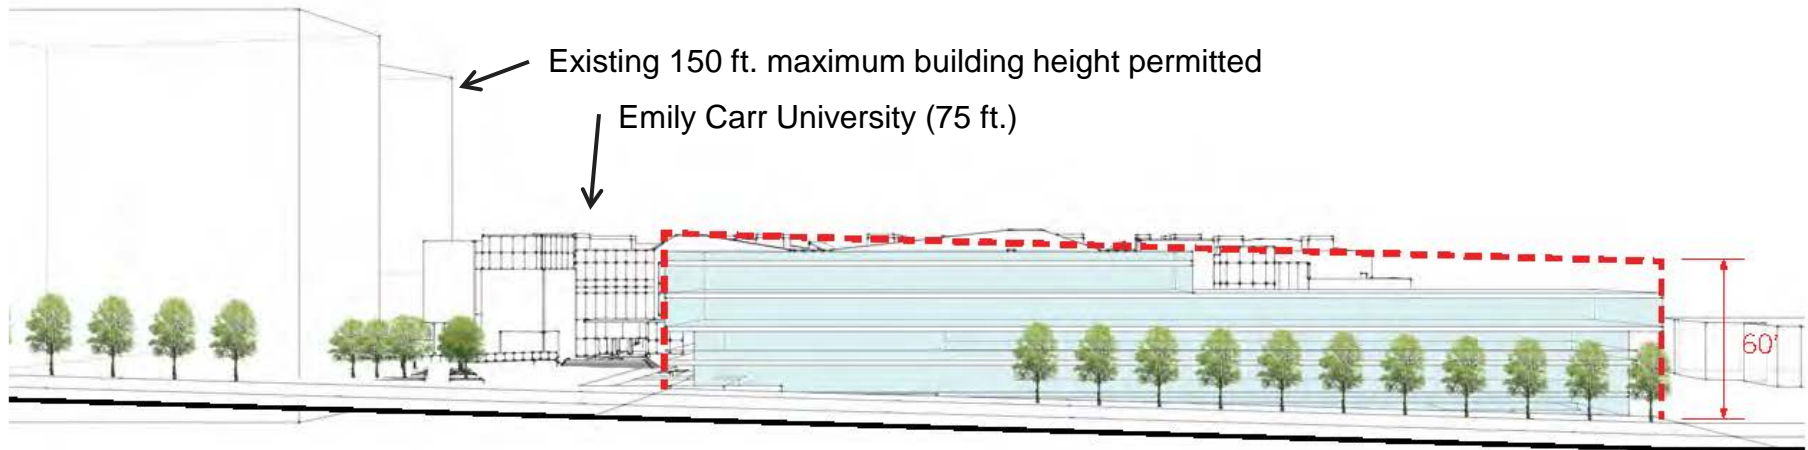 Existing 150 ft. maximum building height permitted
Emily Carr University (75 ft.)
60'